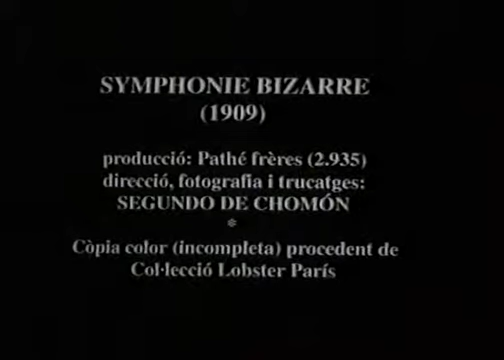 SYMPHONIE BIZARRE
(1909)
producció: Pathé frères (2.935)
direcció, fotografia i trucatges:
SEGUNDO DE CHOMÓN
*
Còpia color (incompleta) procedent de
Col·lecció Lobster París